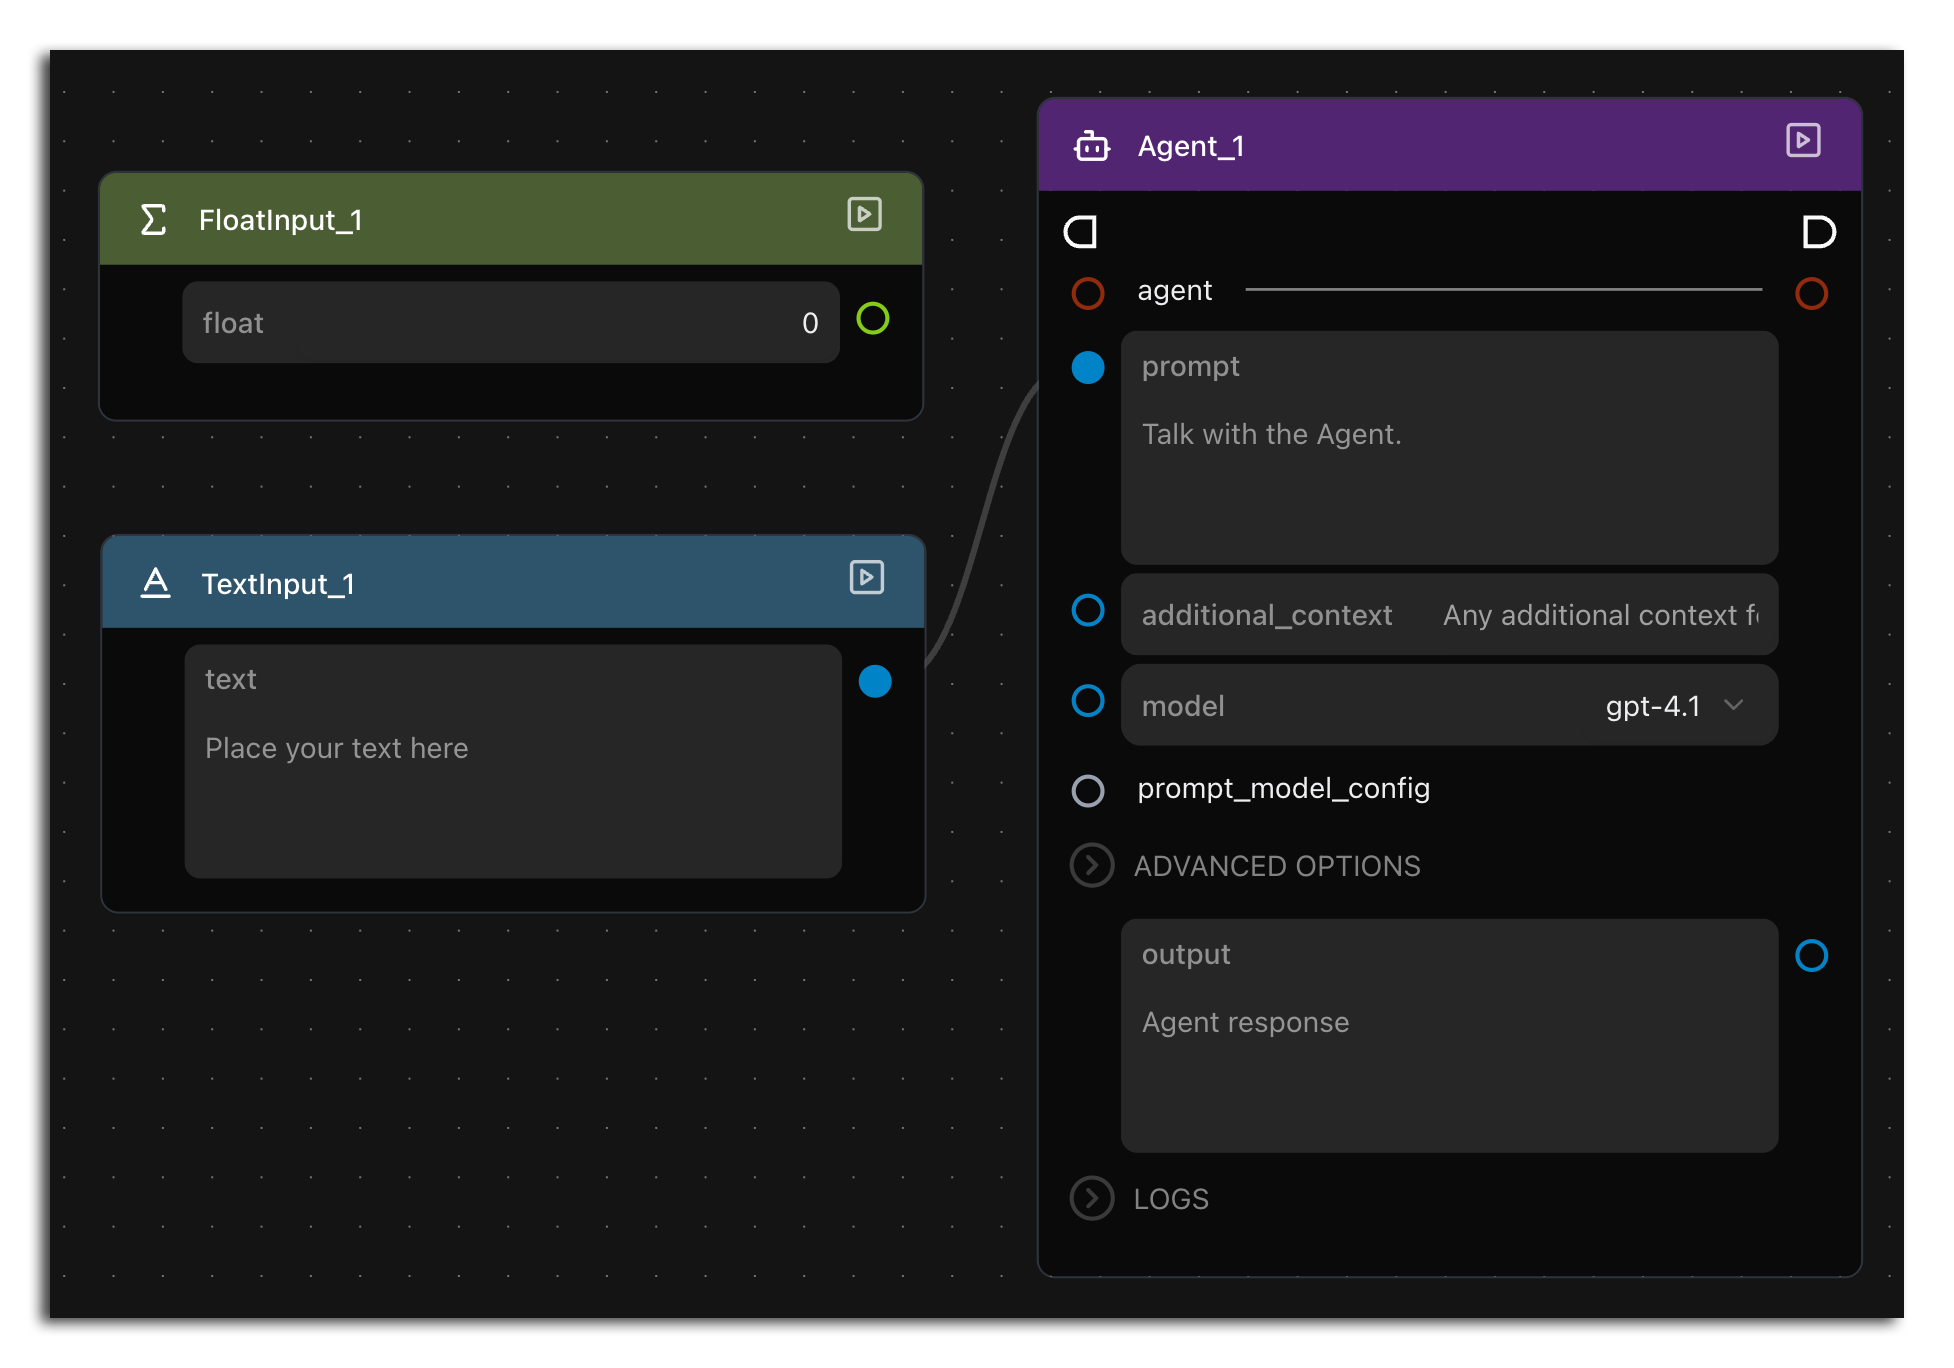 FloatInput_1
float 0
TextInput_1
text
Place your text here
Agent_1
agent
prompt
Talk with the Agent.
additional_context Any additional context
model gpt-4.1
prompt_model_config
ADVANCED OPTIONS
output
Agent response
LOGS